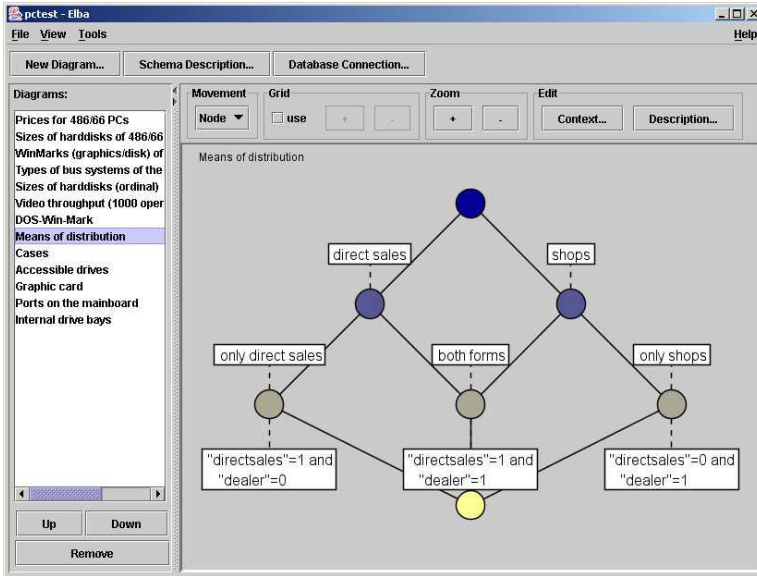 pctest - Elba
File View Tools Help
New Diagram... Schema Description... Database Connection...
Diagrams:
Prices for 486/66 PCs
Sizes of harddisks of 486/66
WinMarks (graphics/disk) of
Types of bus systems of the
Sizes of harddisks (ordinal)
Video throughput (1000 oper
DOS-Win-Mark
Means of distribution
Cases
Accessible drives
Graphic card
Ports on the mainboard
Internal drive bays
Up Down
Remove
Movement Grid Zoom Edit
Node use + - + - Context... Description...
Means of distribution
direct sales shops
only direct sales both forms only shops
"directsales"=1 and "directsales"=1 and "directsales"=0 and
"dealer"=0 "dealer"=1 "dealer"=1